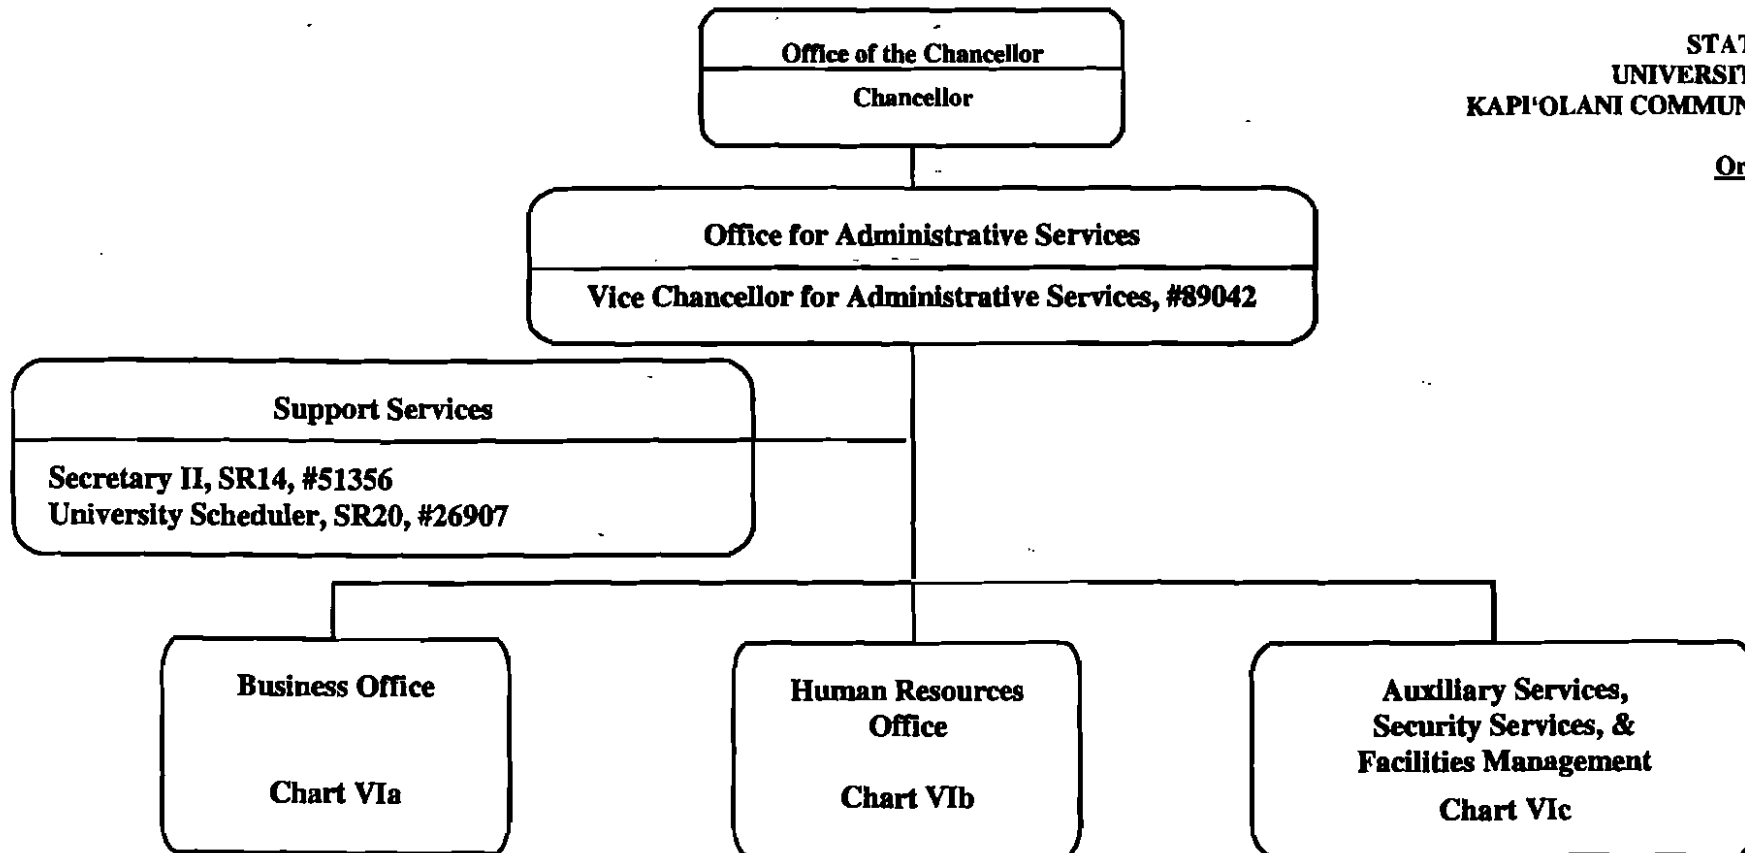 Office of the Chancellor
Chancellor
STAT
UNIVERSIT
KAPI‘OLANI COMMUN
Or
Office for Administrative Services
Vice Chancellor for Administrative Services, #89042
Support Services
Secretary II, SR14, #51356
University Scheduler, SR20, #26907
Business Office
Chart VIa
Human Resources
Office
Chart VIb
Auxiliary Services,
Security Services, &
Facilities Management
Chart VIc